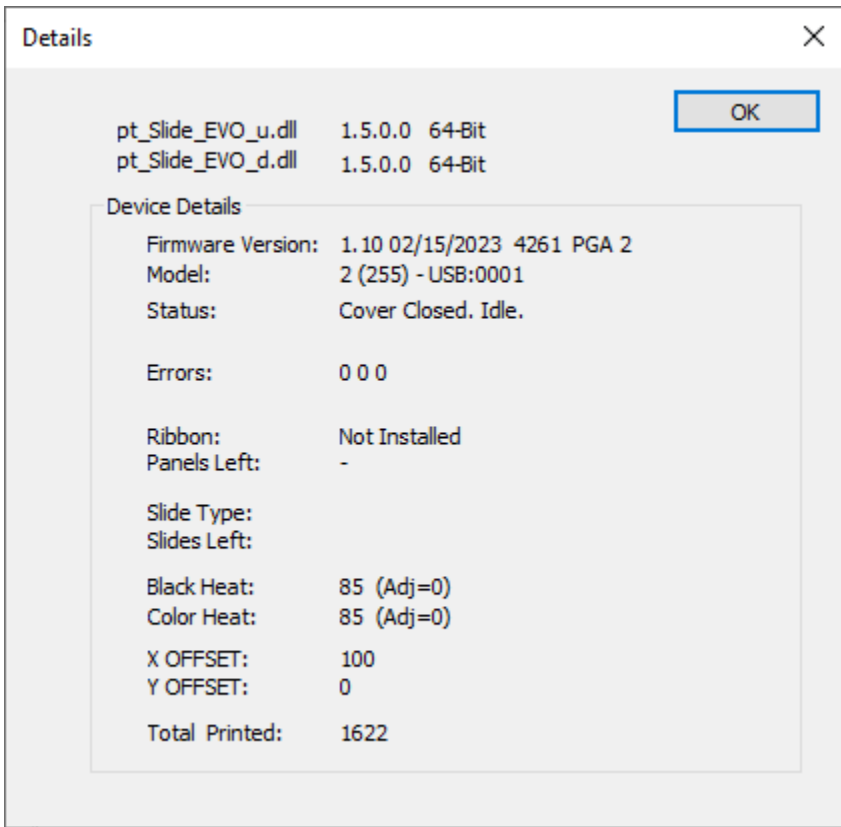 Details
OK
pt_Slide_EVO_u.dll 1.5.0.0 64-Bit
pt_Slide_EVO_d.dll 1.5.0.0 64-Bit
Device Details
Firmware Version: 1.10 02/15/2023 4261 PGA 2
Model: 2 (255) - USB:0001
Status: Cover Closed. Idle.
Errors: 0 0 0
Ribbon: Not Installed
Panels Left: -
Slide Type:
Slides Left:
Black Heat: 85 (Adj=0)
Color Heat: 85 (Adj=0)
X OFFSET: 100
Y OFFSET: 0
Total Printed: 1622